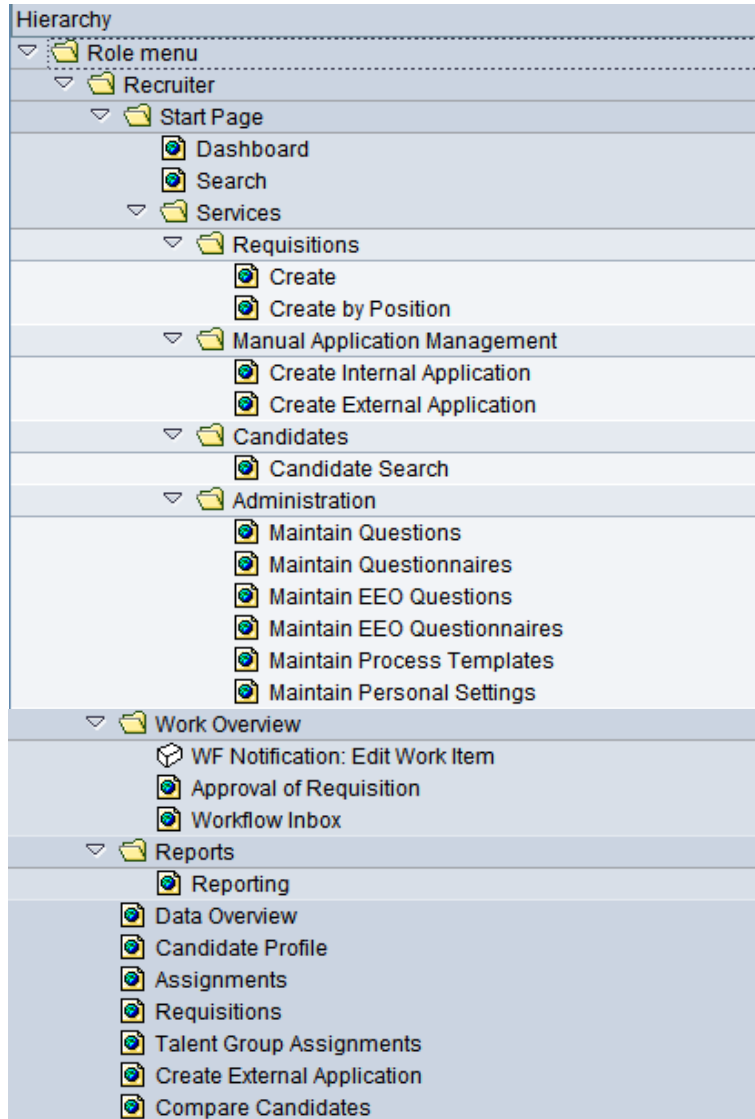 Hierarchy
Role menu
Recruiter
Start Page
Dashboard
Search
Services
Requisitions
Create
Create by Position
Manual Application Management
Create Internal Application
Create External Application
Candidates
Candidate Search
Administration
Maintain Questions
Maintain Questionnaires
Maintain EEO Questions
Maintain EEO Questionnaires
Maintain Process Templates
Maintain Personal Settings
Work Overview
WF Notification: Edit Work Item
Approval of Requisition
Workflow Inbox
Reports
Reporting
Data Overview
Candidate Profile
Assignments
Requisitions
Talent Group Assignments
Create External Application
Compare Candidates